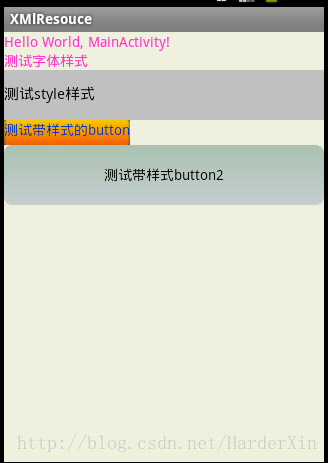 XMlResouce
Hello World, MainActivity!
测试字体样式
测试style样式
测试带样式的button
测试带样式button2
http://blog.csdn.net/HarderXin